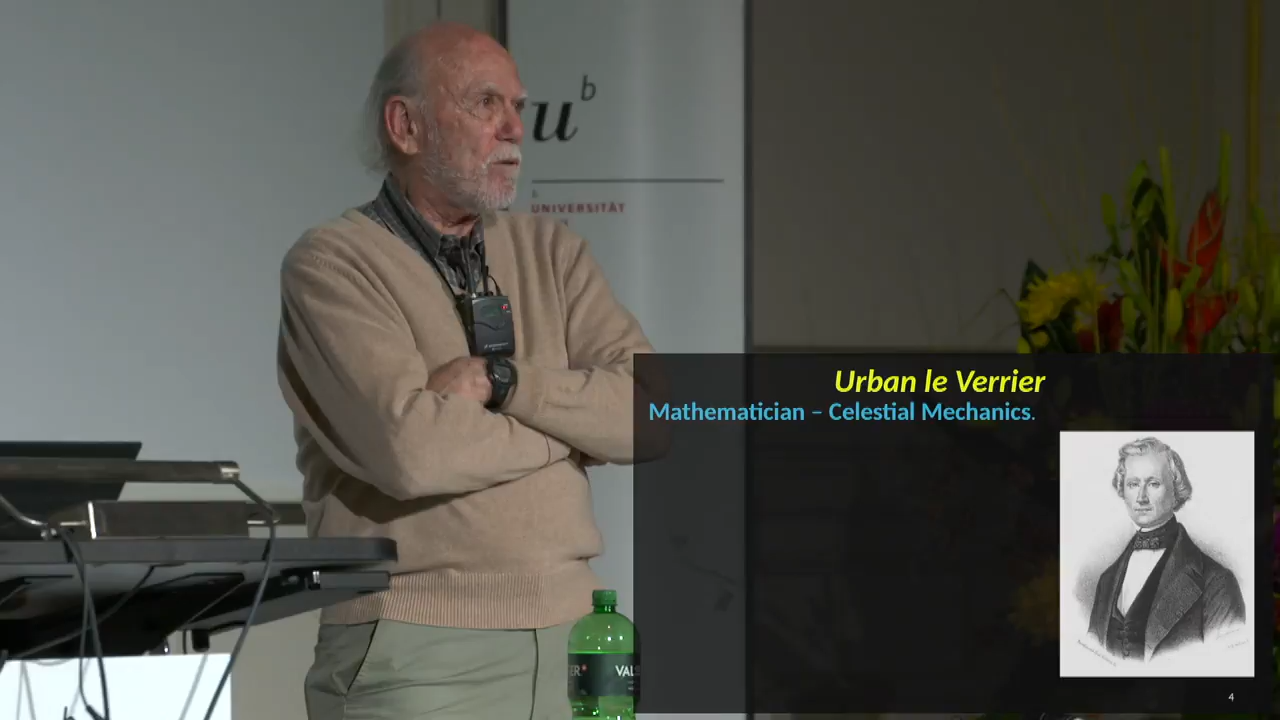 u b
b
UNIVERSITÄT
Urban le Verrier
Mathematician – Celestial Mechanics.
VALS
4